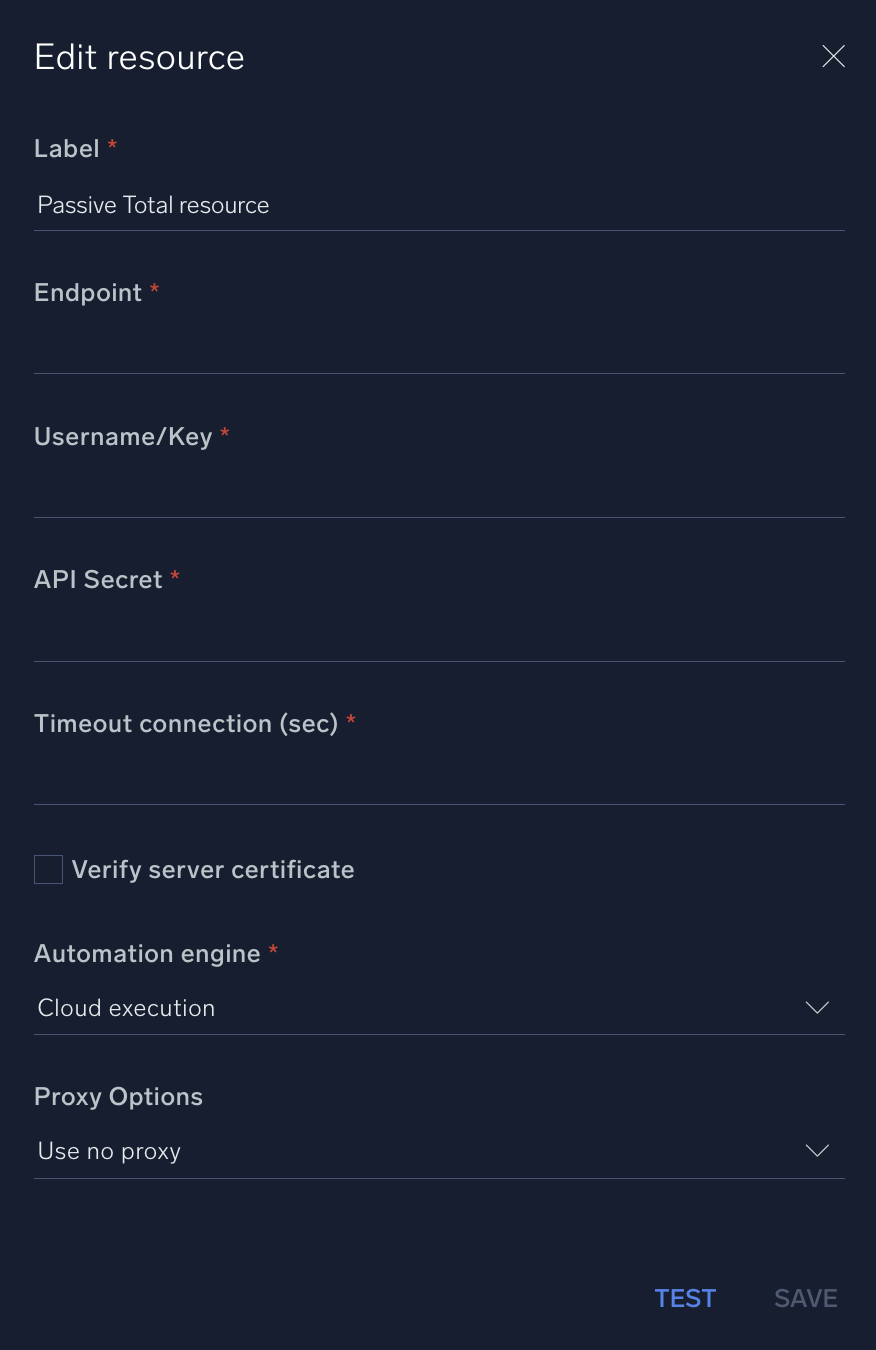 Edit resource
Label *
Passive Total resource
Endpoint *
Username/Key *
API Secret *
Timeout connection (sec) *
Verify server certificate
Automation engine *
Cloud execution
Proxy Options
Use no proxy
TEST SAVE